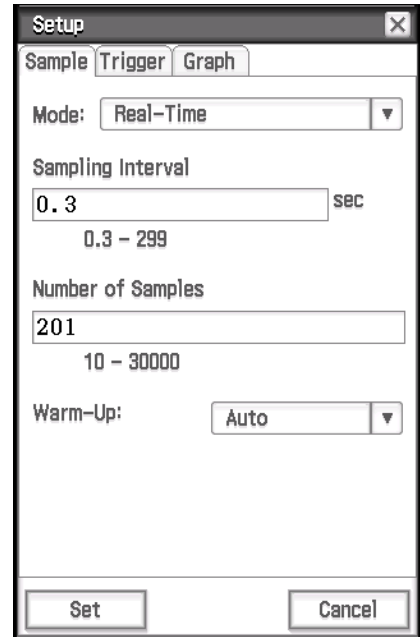 Setup
Sample Trigger Graph
Mode: Real-Time
Sampling Interval
0.3 sec
0.3 - 299
Number of Samples
201
10 - 30000
Warm-Up: Auto
Set Cancel